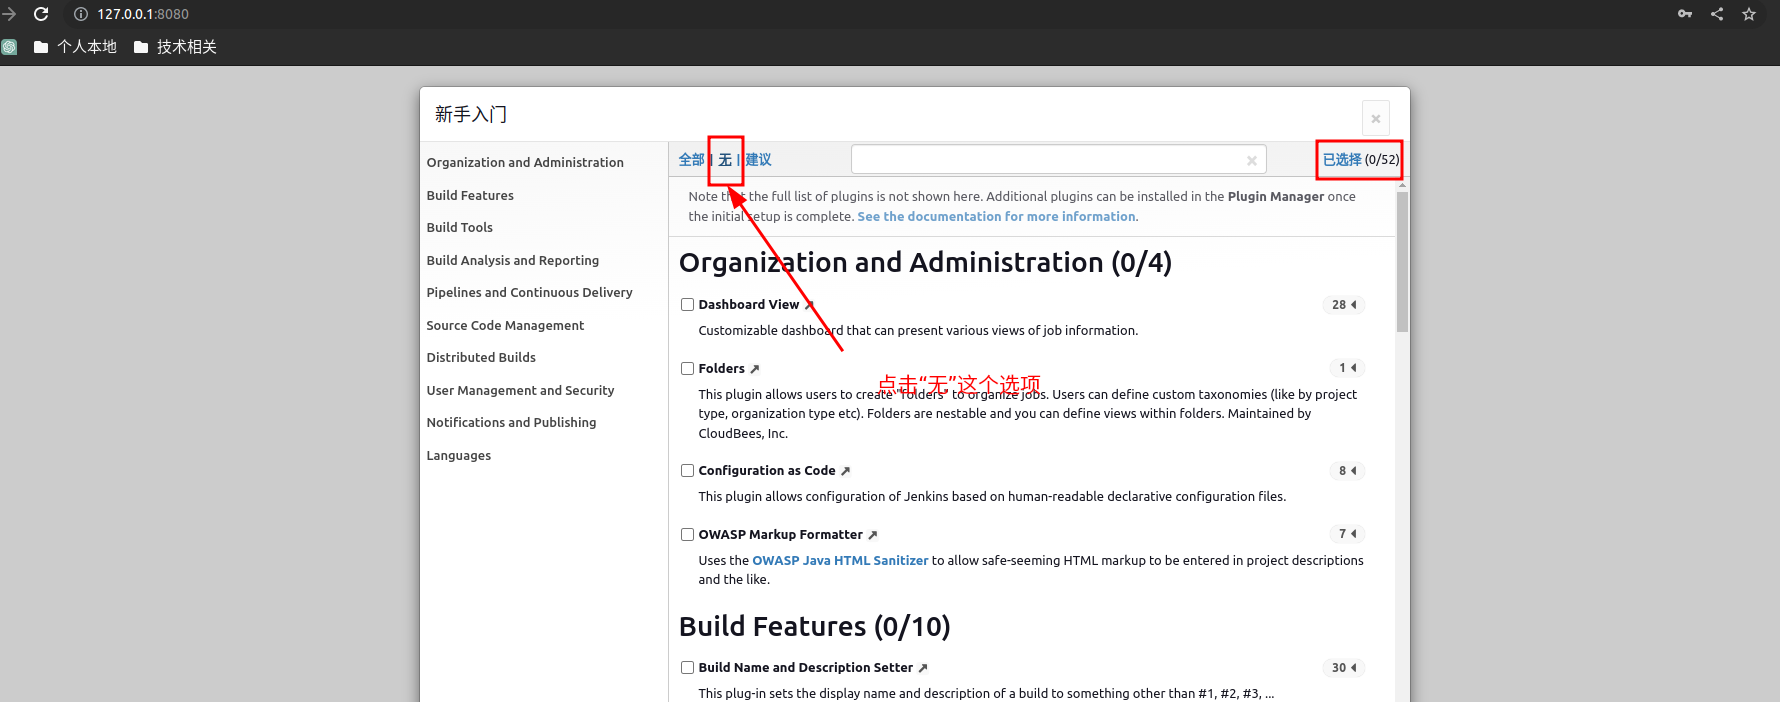 127.0.0.1:8080
个人本地 技术相关
新手入门
全部 | 无 | 建议
已选择 (0/52)
Organization and Administration
Build Features
Build Tools
Build Analysis and Reporting
Pipelines and Continuous Delivery
Source Code Management
Distributed Builds
User Management and Security
Notifications and Publishing
Languages
Note that the full list of plugins is not shown here. Additional plugins can be installed in the Plugin Manager once
the initial setup is complete. See the documentation for more information.
Organization and Administration (0/4)
Dashboard View
28
Customizable dashboard that can present various views of job information.
Folders
1
点击“无”这个选项
This plugin allows users to create "folders" to organize jobs. Users can define custom taxonomies (like by project
type, organization type etc). Folders are nestable and you can define views within folders. Maintained by
CloudBees, Inc.
Configuration as Code
8
This plugin allows configuration of Jenkins based on human-readable declarative configuration files.
OWASP Markup Formatter
7
Uses the OWASP Java HTML Sanitizer to allow safe-seeming HTML markup to be entered in project descriptions
and the like.
Build Features (0/10)
Build Name and Description Setter
30
This plug-in sets the display name and description of a build to something other than #1, #2, #3, ...